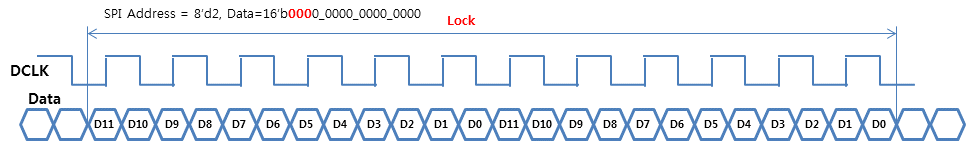 SPI Address = 8'd2, Data=16'b0000_0000_0000_0000
Lock
DCLK
Data
D11 D10 D9 D8 D7 D6 D5 D4 D3 D2 D1 D0 D11 D10 D9 D8 D7 D6 D5 D4 D3 D2 D1 D0